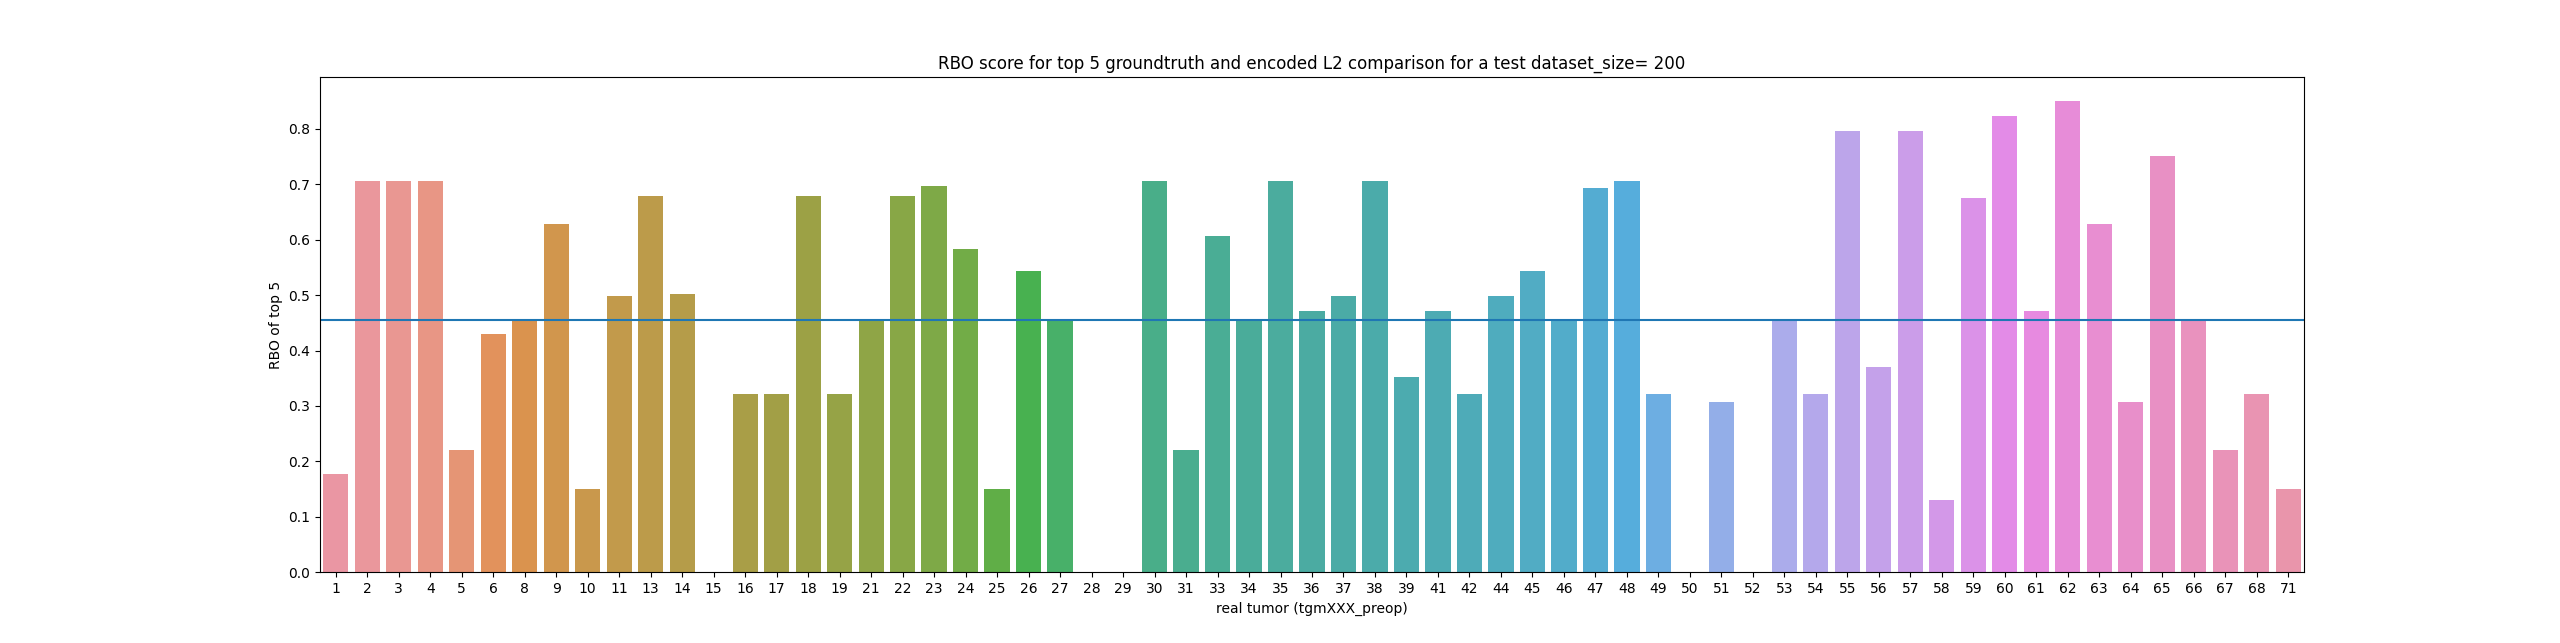 RBO score for top 5 groundtruth and encoded L2 comparison for a test dataset_size= 200
RBO of top 5
0.8
0.7
0.6
0.5
0.4
0.3
0.2
0.1
0.0
1 2 3 4 5 6 8 9 10 11 13 14 15 16 17 18 19 21 22 23 24 25 26 27 28 29 30 31 33 34 35 36 37 38 39 41 42 44 45 46 47 48 49 50 51 52 53 54 55 56 57 58 59 60 61 62 63 64 65 66 67 68 71
real tumor (tgmXXX_preop)